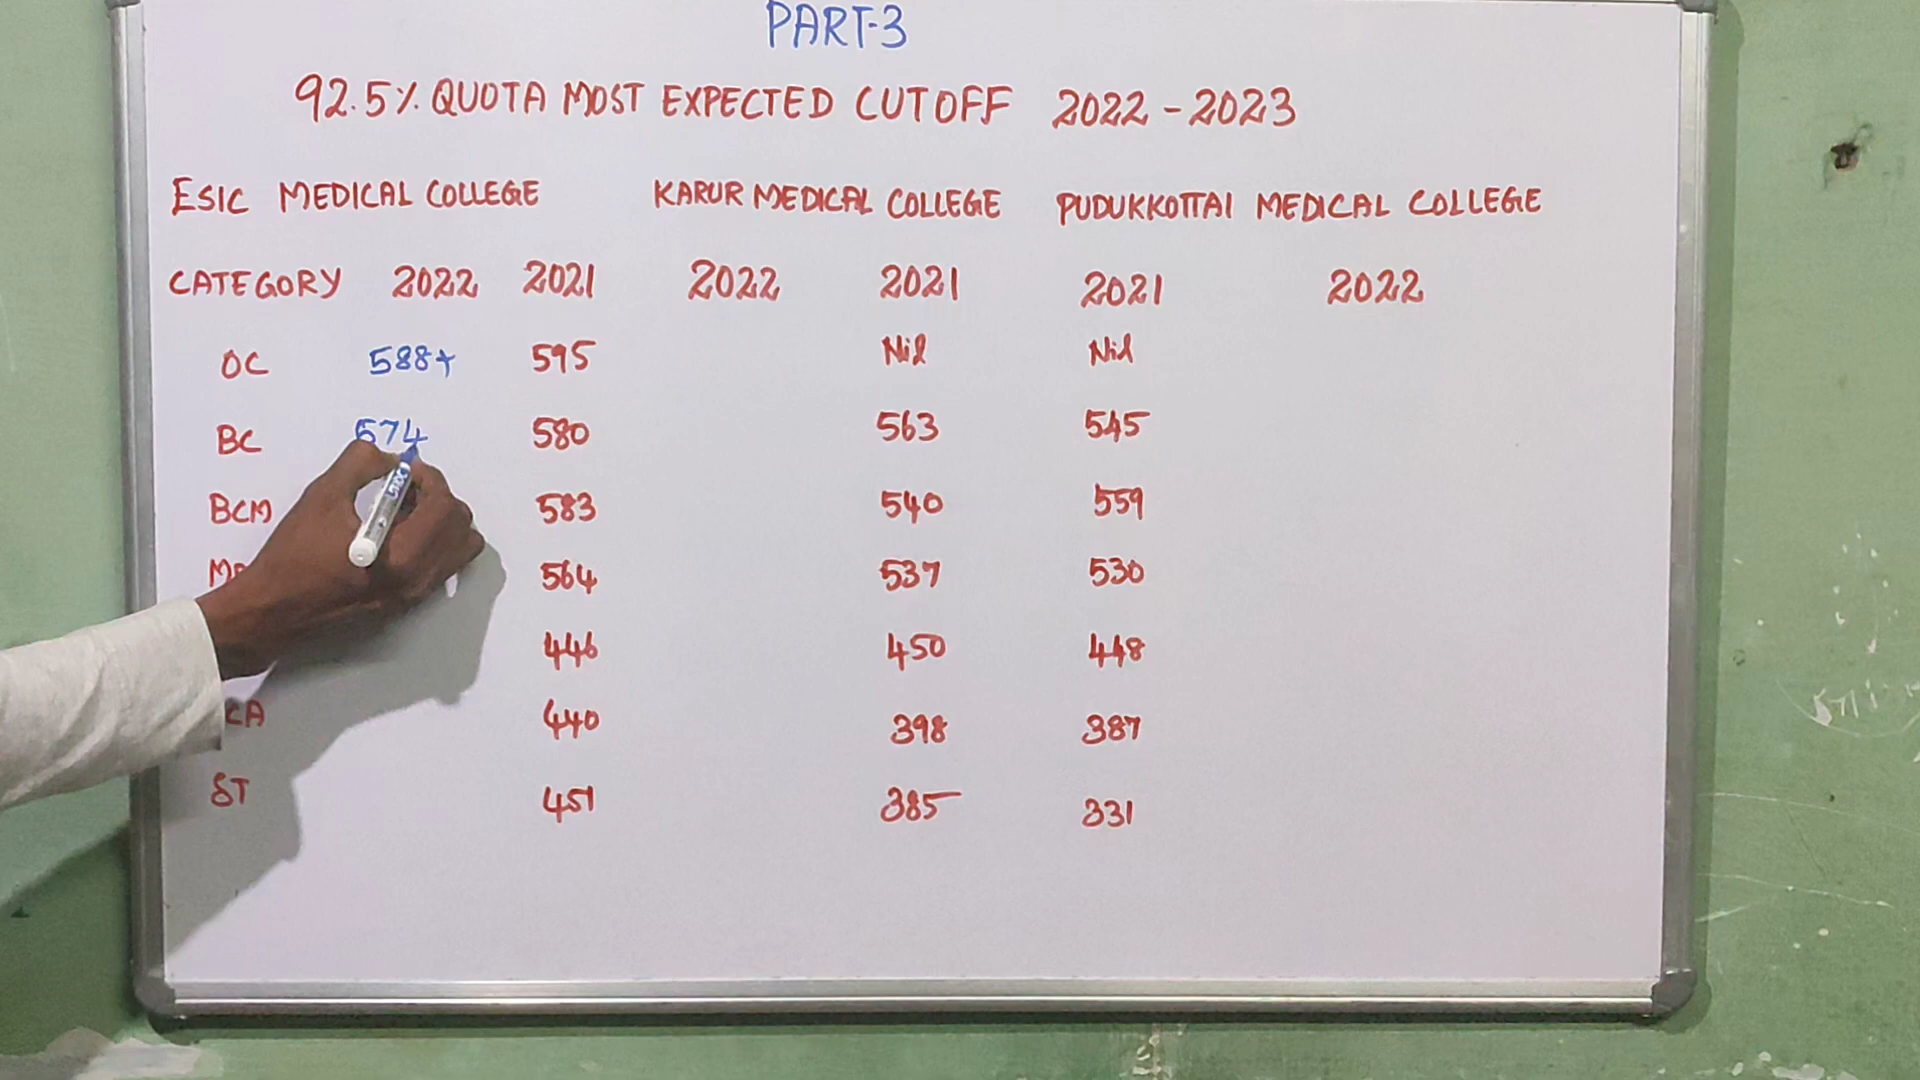 PART-3
92.5% QUOTA MOST EXPECTED CUTOFF 2022-2023
ESIC MEDICAL COLLEGE KARUR MEDICAL COLLEGE PUDUKKOTTAI MEDICAL COLLEGE
CATEGORY 2022 2021 2022 2021 2021 2022
OC 588+ 595 Nil Nil
BC 574 580 563 545
BCM 583 540 559
564 537 530
446 450 448
CA 440 398 387
ST 451 385 331